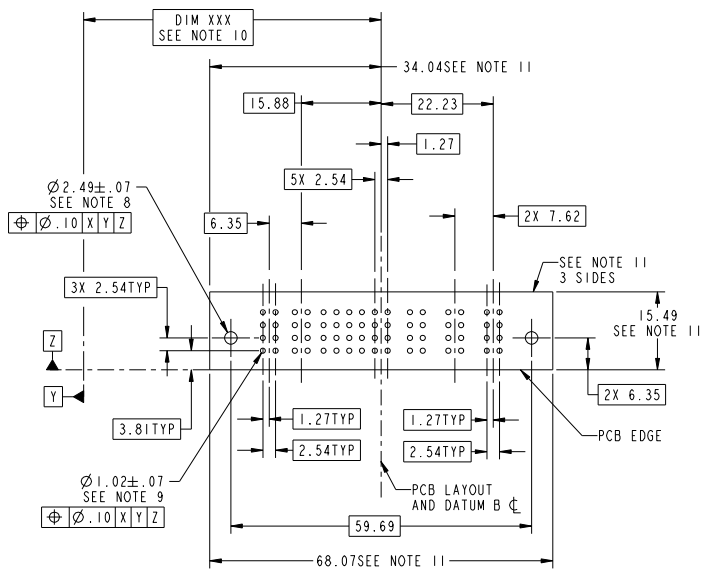 DIM XXX
SEE NOTE 10
34.04SEE NOTE 11
15.88
22.23
1.27
5X 2.54
Ø2.49±.07
SEE NOTE 8
⌖ Ø.10 X Y Z
6.35
2X 7.62
SEE NOTE 11
3 SIDES
3X 2.54TYP
15.49
SEE NOTE 11
Z
Y
2X 6.35
3.81TYP
1.27TYP
1.27TYP
PCB EDGE
2.54TYP
2.54TYP
Ø1.02±.07
SEE NOTE 9
⌖ Ø.10 X Y Z
PCB LAYOUT
AND DATUM B ℄
59.69
68.07SEE NOTE 11